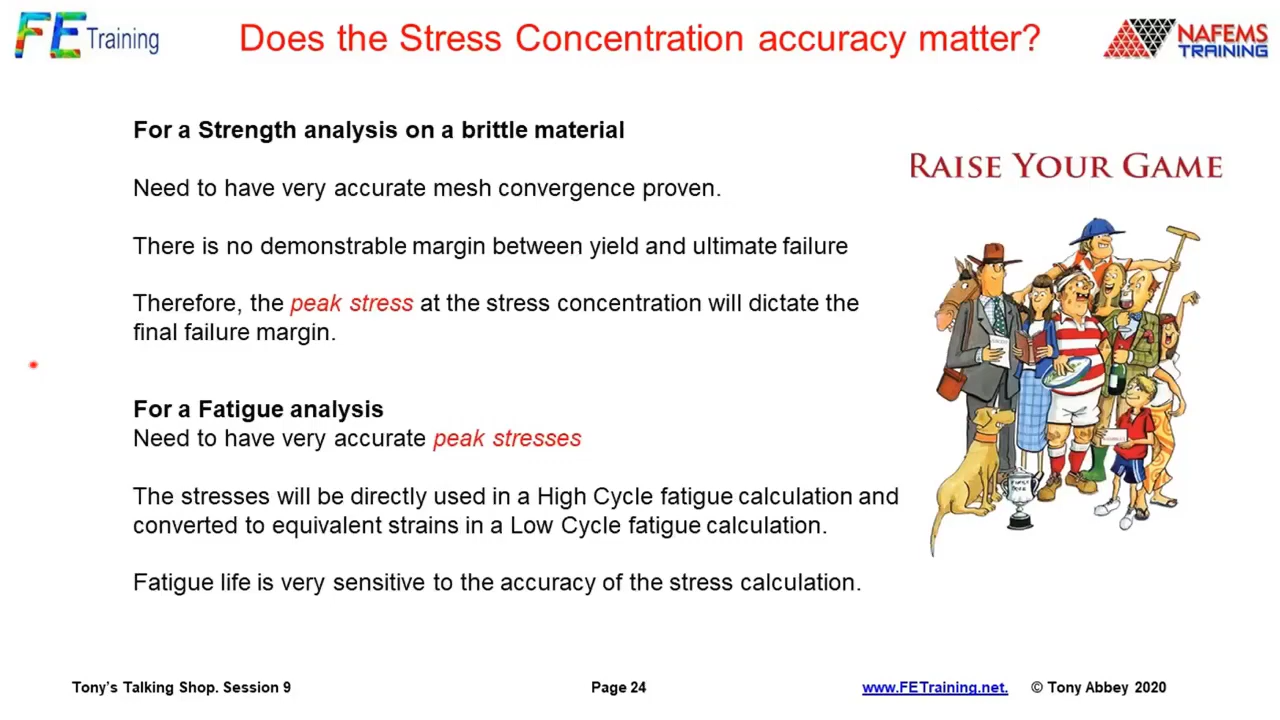 FE Training
Does the Stress Concentration accuracy matter?
NAFEMS
TRAINING
For a Strength analysis on a brittle material
Need to have very accurate mesh convergence proven.
RAISE YOUR GAME
There is no demonstrable margin between yield and ultimate failure
Therefore, the peak stress at the stress concentration will dictate the
final failure margin.
For a Fatigue analysis
Need to have very accurate peak stresses
The stresses will be directly used in a High Cycle fatigue calculation and
converted to equivalent strains in a Low Cycle fatigue calculation.
Fatigue life is very sensitive to the accuracy of the stress calculation.
Tony's Talking Shop. Session 9
Page 24
www.FETraining.net.
© Tony Abbey 2020